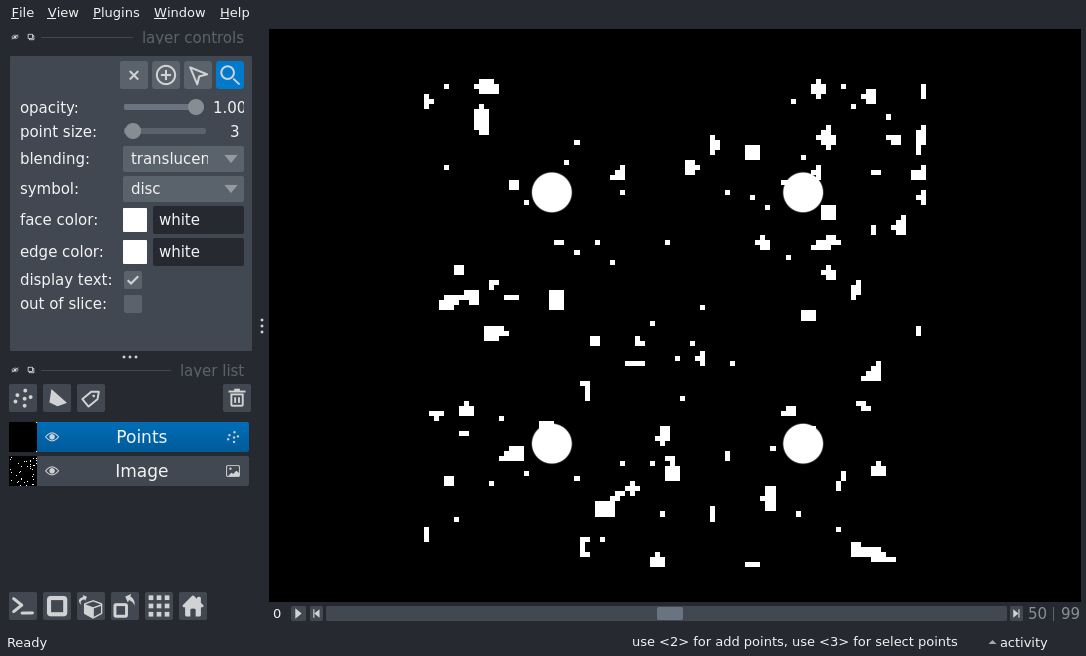 File View Plugins Window Help
layer controls
opacity: 1.00
point size: 3
blending: translucen
symbol: disc
face color: white
edge color: white
display text:
out of slice:
layer list
Points
Image
0 50 | 99
Ready use <2> for add points, use <3> for select points activity